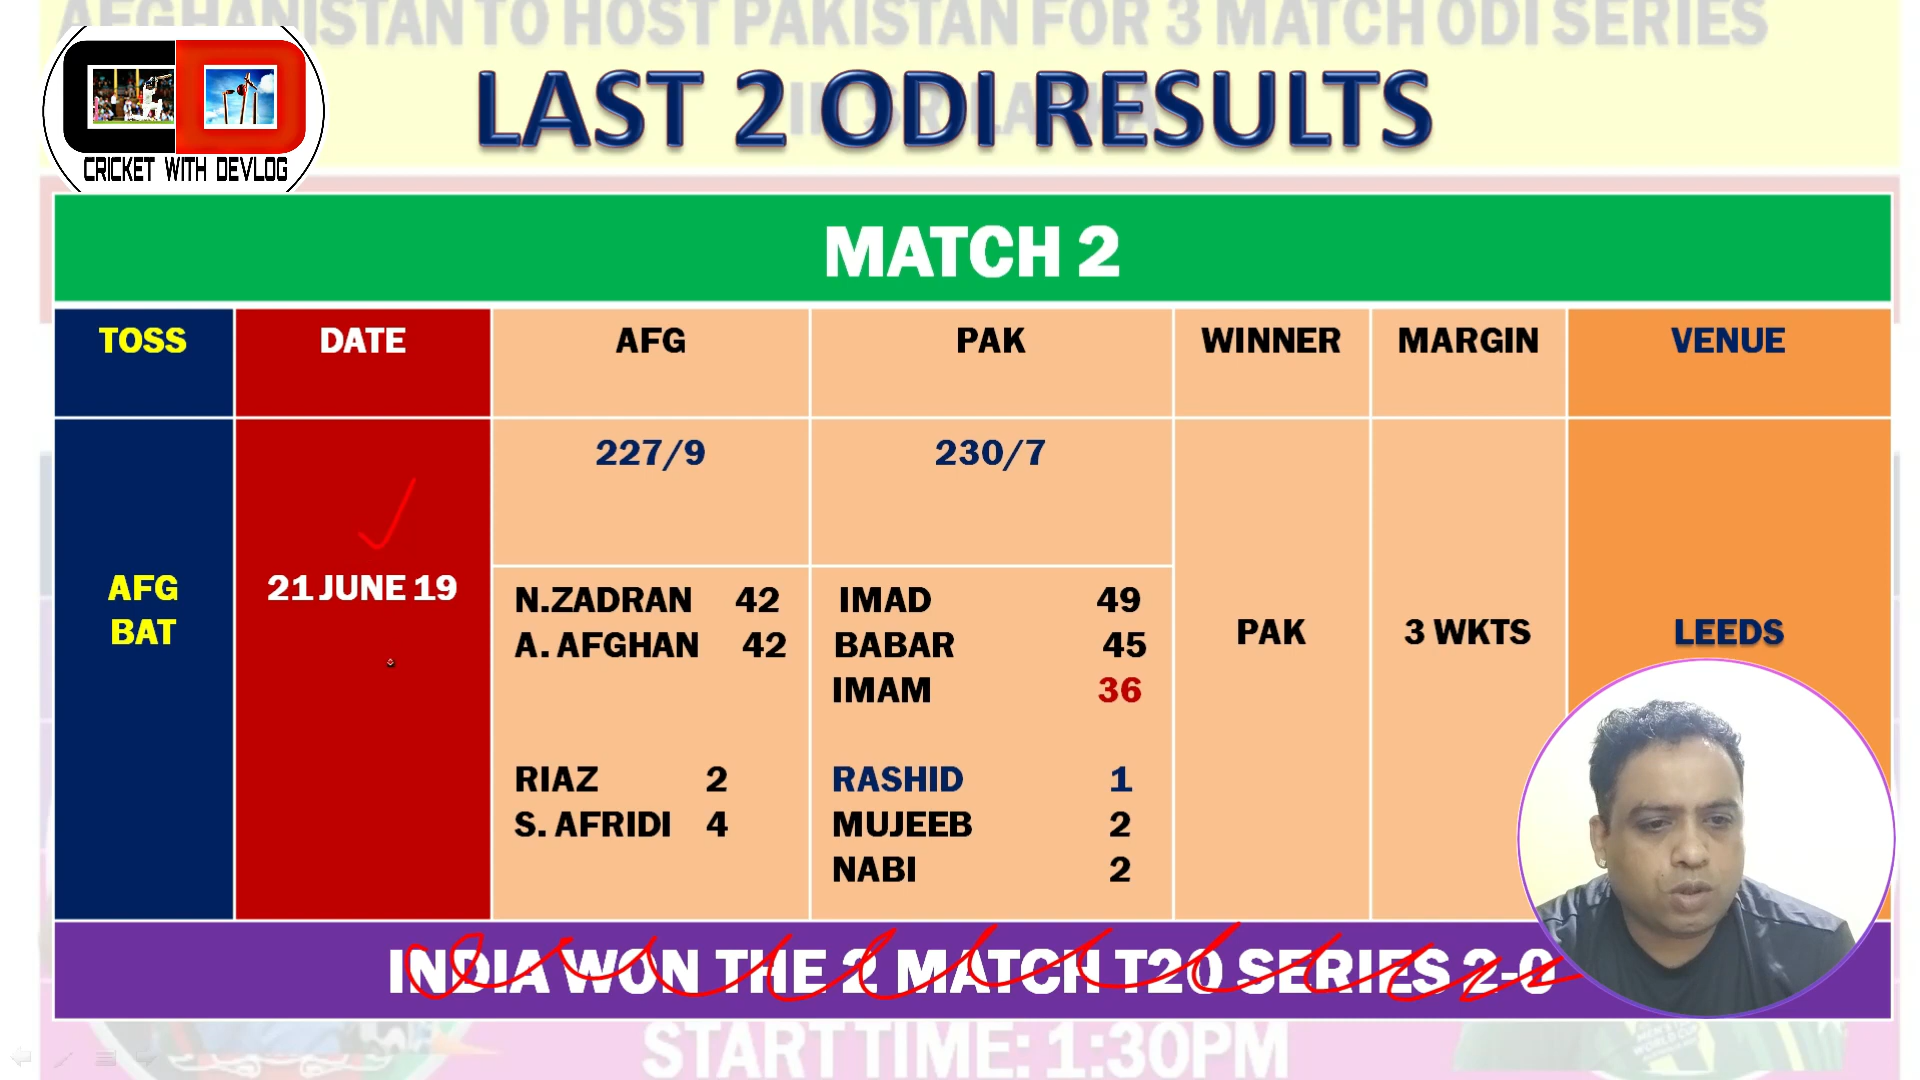 AFGHANISTAN TO HOST PAKISTAN FOR 3 MATCH ODI SERIES
LAST 2 ODI RESULTS
CRICKET WITH DEVLOG
MATCH 2
TOSS DATE AFG PAK WINNER MARGIN VENUE
227/9 230/7
AFG BAT
21 JUNE 19
N.ZADRAN 42
A. AFGHAN 42
RIAZ 2
S. AFRIDI 4
IMAD 49
BABAR 45
IMAM 36
RASHID 1
MUJEEB 2
NABI 2
PAK
3 WKTS
LEEDS
INDIA WON THE 2 MATCH T20 SERIES 2-0
START TIME: 1:30PM
WORLD CUP